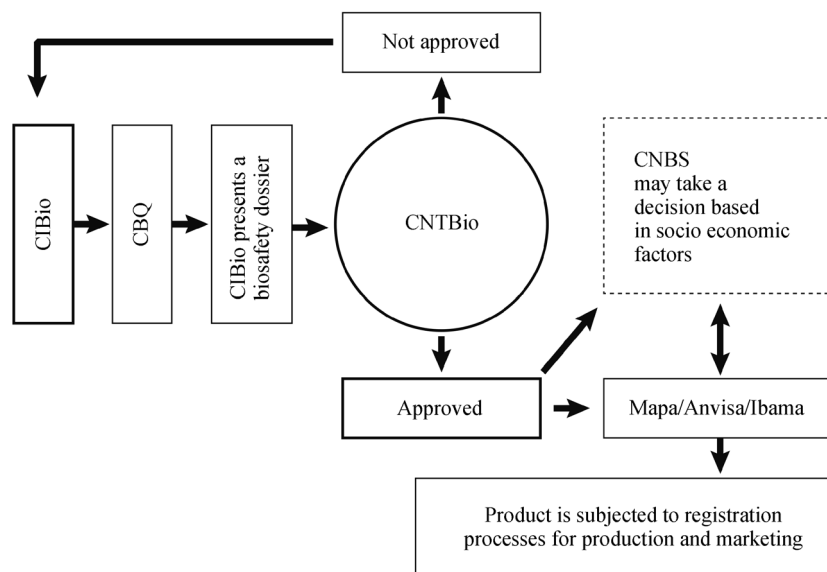 Not approved
CIBio
CBQ
CIBio presents a
biosafety dossier
CNTBio
CNBS
may take a
decision based
in socio economic
factors
Approved
Mapa/Anvisa/Ibama
Product is subjected to registration
processes for production and marketing